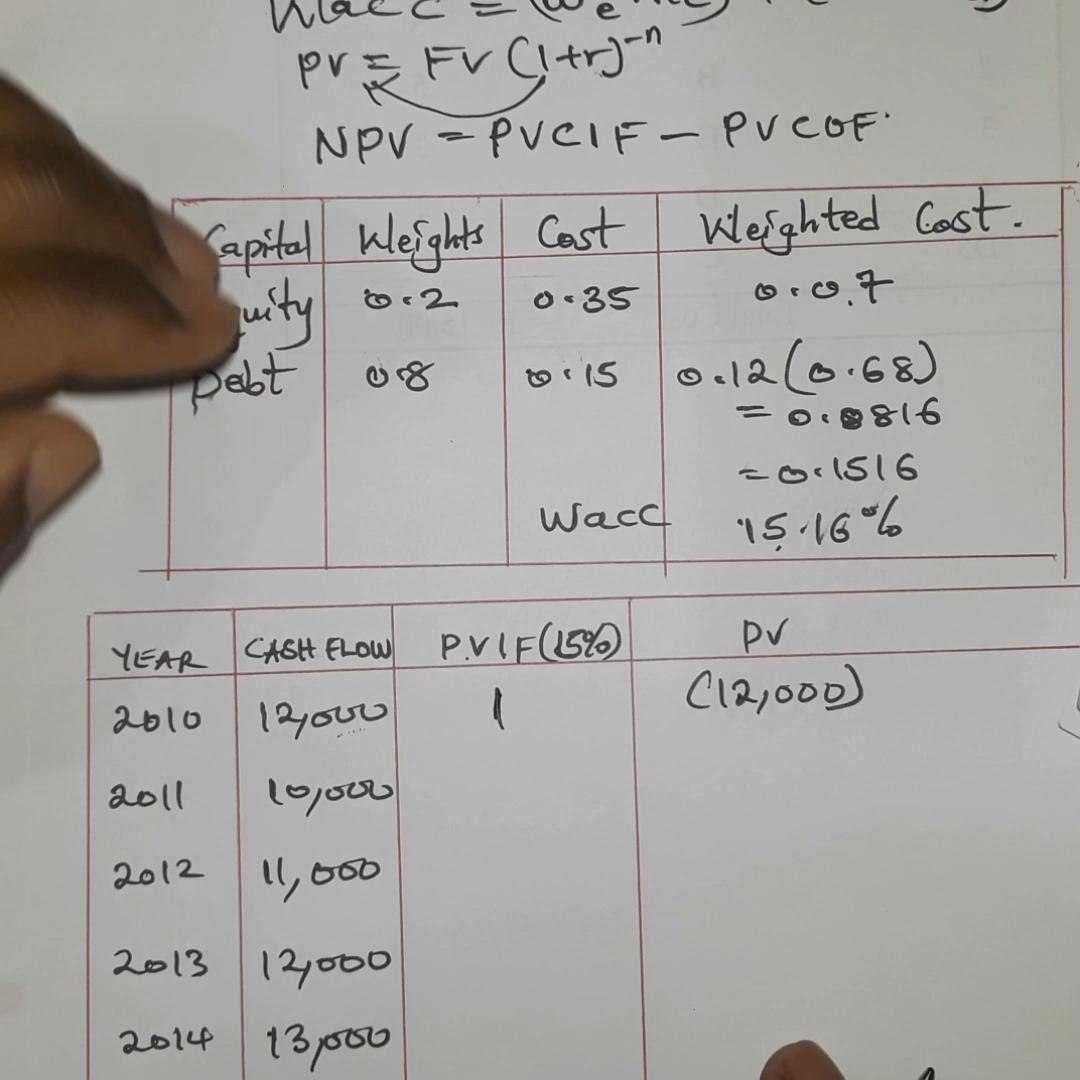 PV = FV (1+r)^-n
NPV = PVCIF - PVCOF.
Capital Weights Cost Weighted Cost.
quity 0.2 0.35 0.0.7
Debt 0.8 0.15 0.12(0.68)
= 0.0816
= 0.1516
Wacc 15.16%
YEAR CASH FLOW P.V I F(15%) PV
2010 12,000 1 (12,000)
2011 10,000
2012 11,000
2013 12,000
2014 13,000